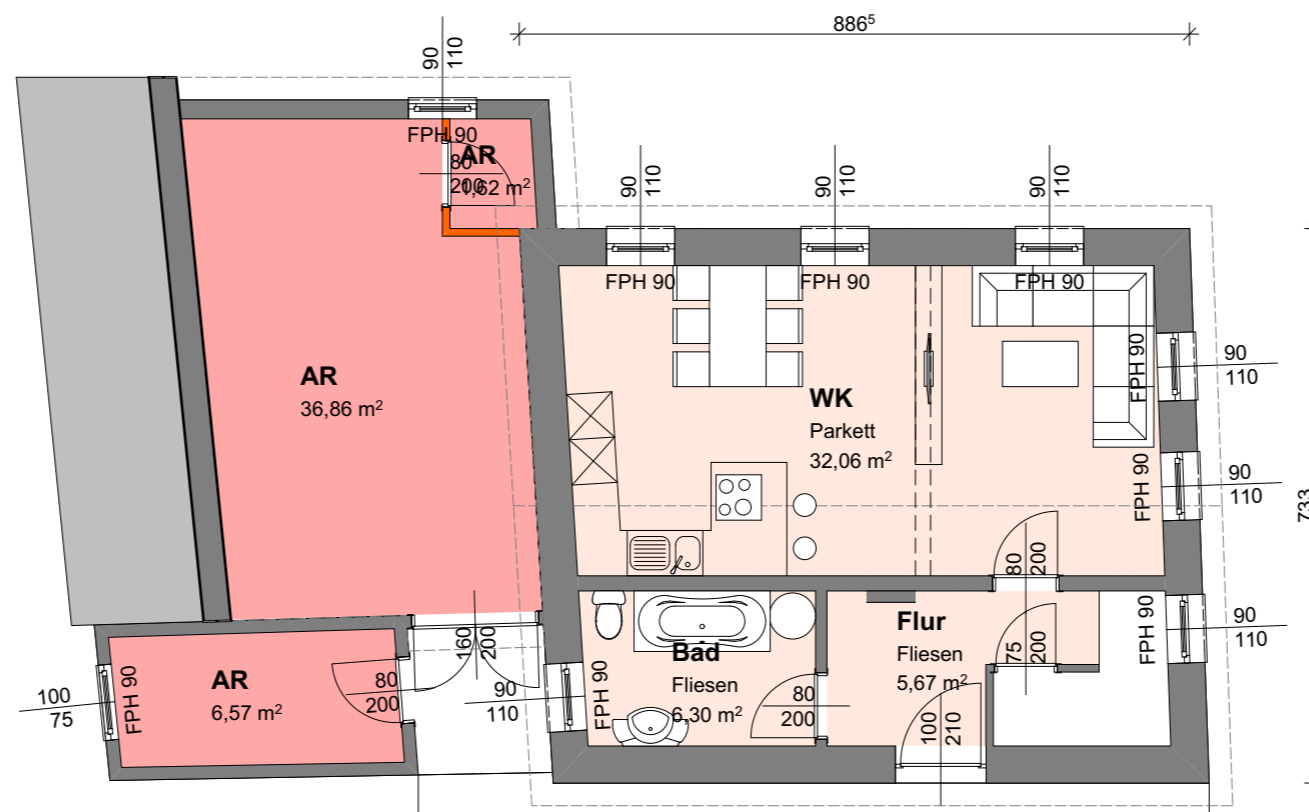 886⁵
90
110
FPH 90
AR
80
200
1,62 m²
90
110
90
110
90
110
FPH 90
FPH 90
FPH 90
AR
36,86 m²
WK
Parkett
32,06 m²
FPH 90
90
110
FPH 90
90
110
733
80
200
160
200
Bad
Fliesen
6,30 m²
Flur
Fliesen
5,67 m²
75
200
FPH 90
90
110
AR
6,57 m²
100
75
FPH 90
80
200
90
110
FPH 90
80
200
100
210